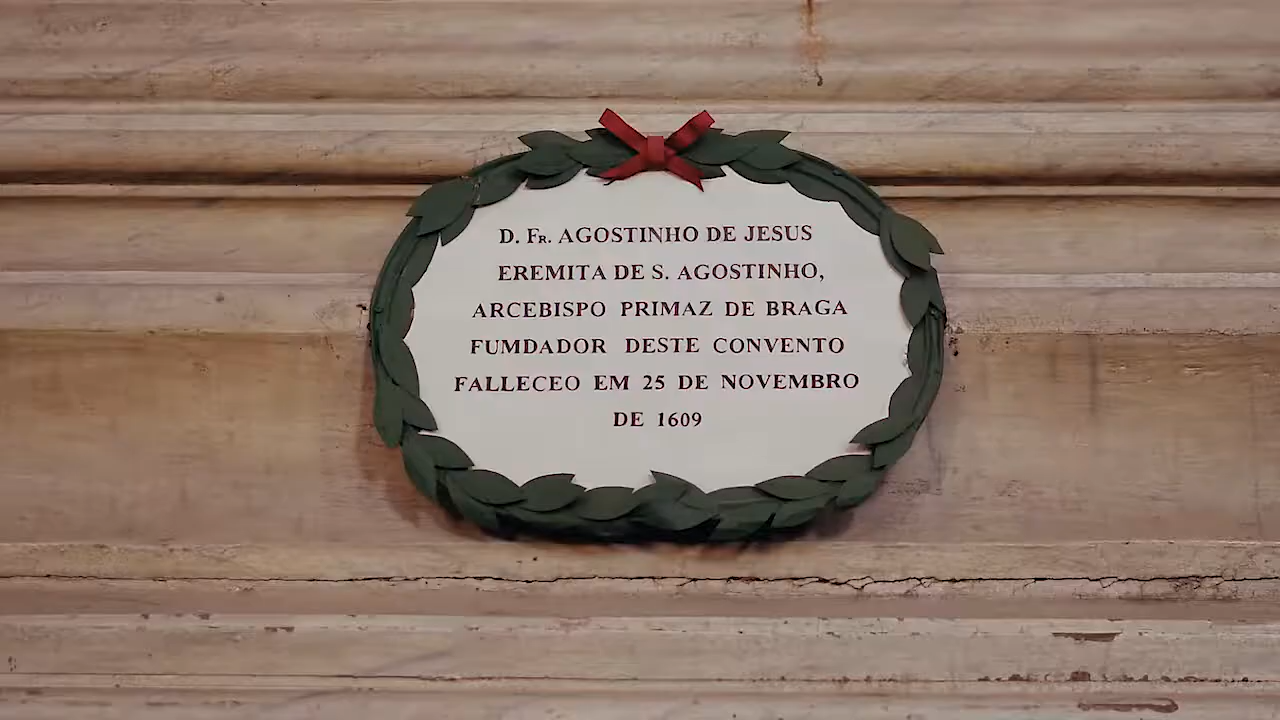 D. Fr. AGOSTINHO DE JESUS
EREMITA DE S. AGOSTINHO,
ARCEBISPO PRIMAZ DE BRAGA
FUMDADOR DESTE CONVENTO
FALLECEO EM 25 DE NOVEMBRO
DE 1609